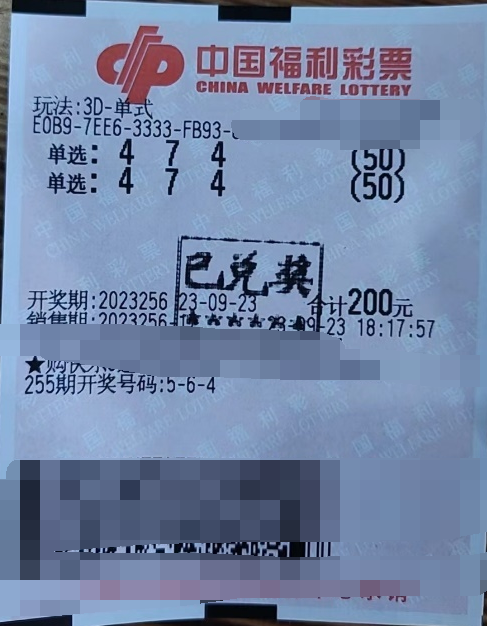 中国福利彩票
CHINA WELFARE LOTTERY
玩法:3D-单式
E0B9-7EE6-3333-FB93-
单选: 4 7 4 (50)
单选: 4 7 4 (50)
已兑奖
开奖期:2023256 23-09-23 合计200元
销售期:2023256- 23-09-23 18:17:57
255期开奖号码:5-6-4